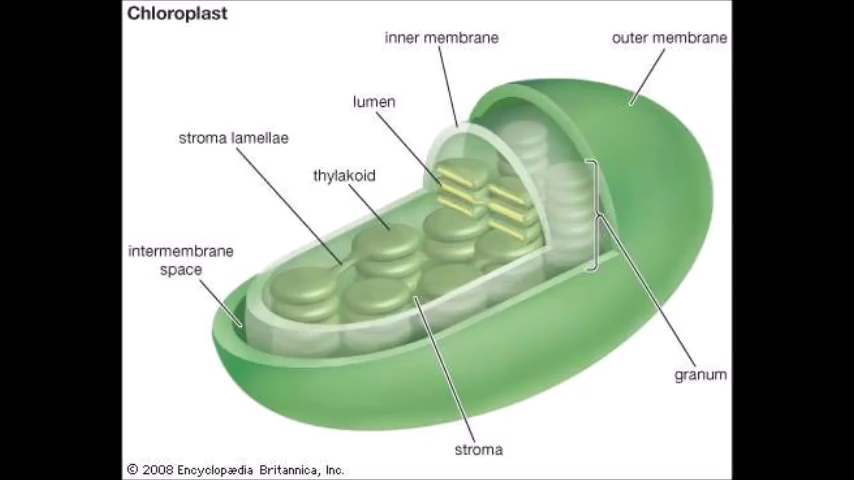 Chloroplast
inner membrane
outer membrane
lumen
stroma lamellae
thylakoid
intermembrane
space
granum
stroma
© 2008 Encyclopædia Britannica, Inc.